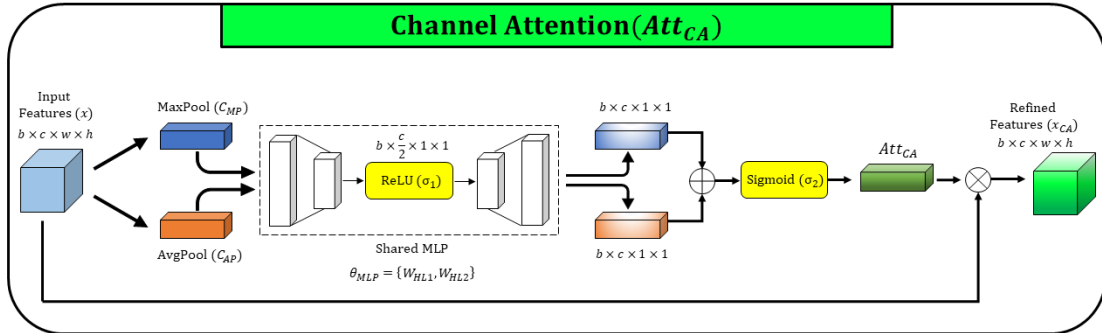 Channel Attention(Att_CA)
Input
Features (x)
b × c × w × h
MaxPool (C_MP)
AvgPool (C_AP)
b × c/2 × 1 × 1
ReLU (σ₁)
Shared MLP
θ_MLP = {W_HL1, W_HL2}
b × c × 1 × 1
b × c × 1 × 1
Sigmoid (σ₂)
Att_CA
Refined
Features (x_CA)
b × c × w × h